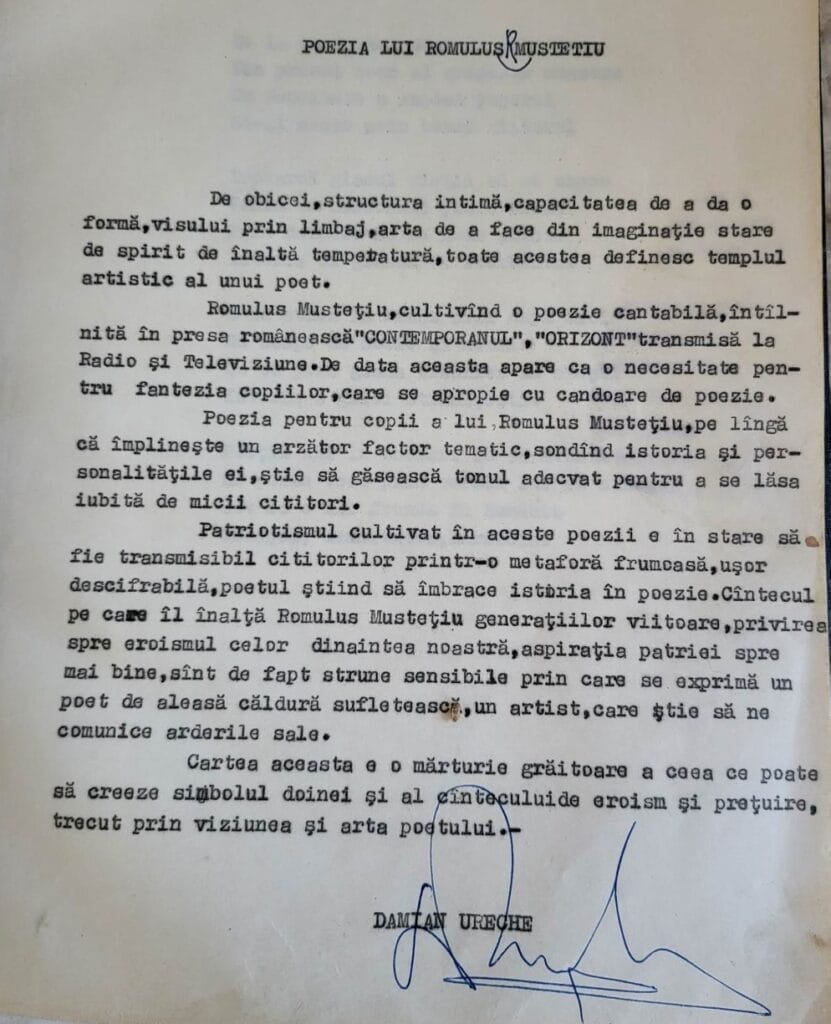 POEZIA LUI ROMULUS R MUSTEȚIU
De obicei,structura intimă,capacitatea de a da o
formă,visului prin limbaj,arta de a face din imaginaţie stare
de spirit de înaltă temperatură,toate acestea definesc templul
artistic al unui poet.
Romulus Musteţiu,cultivînd o poezie cantabilă,întîl-
nită în presa românească"CONTEMPORANUL","ORIZONT"transmisă la
Radio şi Televiziune.De data aceasta apare ca o necesitate pen-
tru fantezia copiilor,care se apropie cu candoare de poezie.
Poezia pentru copii a lui,Romulus Musteţiu,pe lîngă
că împlineşte un arzător factor tematic,sondînd istoria şi per-
sonalităţile ei,ştie să găsească tonul adecvat pentru a se lăsa
iubită de micii cititori.
Patriotismul cultivat în aceste poezii e în stare să
fie transmisibil cititorilor printr-o metaforă frumoasă,uşor
descifrabilă,poetul ştiind să îmbrace istoria în poezie.Cîntecul
pe care îl înalţă Romulus Musteţiu generaţiilor viitoare,privirea
spre eroismul celor dinaintea noastră,aspiraţia patriei spre
mai bine,sînt de fapt strune sensibile prin care se exprimă un
poet de aleasă căldură sufletească,un artist,care ştie să ne
comunice arderile sale.
Cartea aceasta e o mărturie grăitoare a ceea ce poate
să creeze simbolul doinei şi al cîntecului​de eroism şi preţuire,
trecut prin viziunea şi arta poetului.-
DAMIAN URECHE